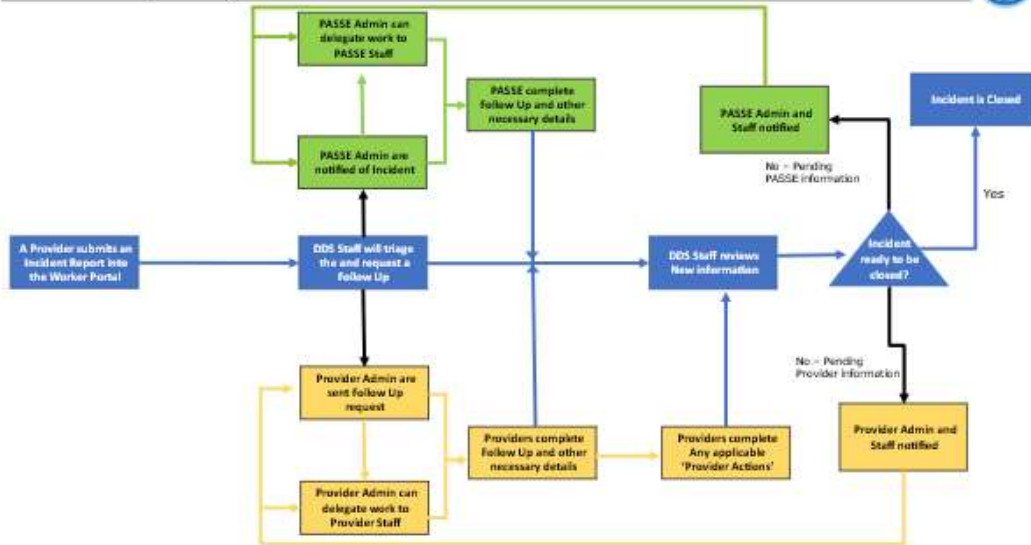 PASSE Admin can
delegate work to
PASSE Staff
PASSE complete
Follow Up and other
necessary details
PASSE Admin and
Staff notified
Incident is Closed
PASSE Admin are
notified of Incident
No – Pending
PASSE information
Yes
A Provider submits an
Incident Report into
the Worker Portal
DDS Staff will triage
the and request a
Follow Up
DDS Staff reviews
New information
Incident
ready to be
closed?
No – Pending
Provider information
Provider Admin are
sent follow Up
request
Providers complete
Follow Up and other
necessary details
Providers complete
Any applicable
'Provider Actions'
Provider Admin and
Staff notified
Provider Admin can
delegate work to
Provider Staff